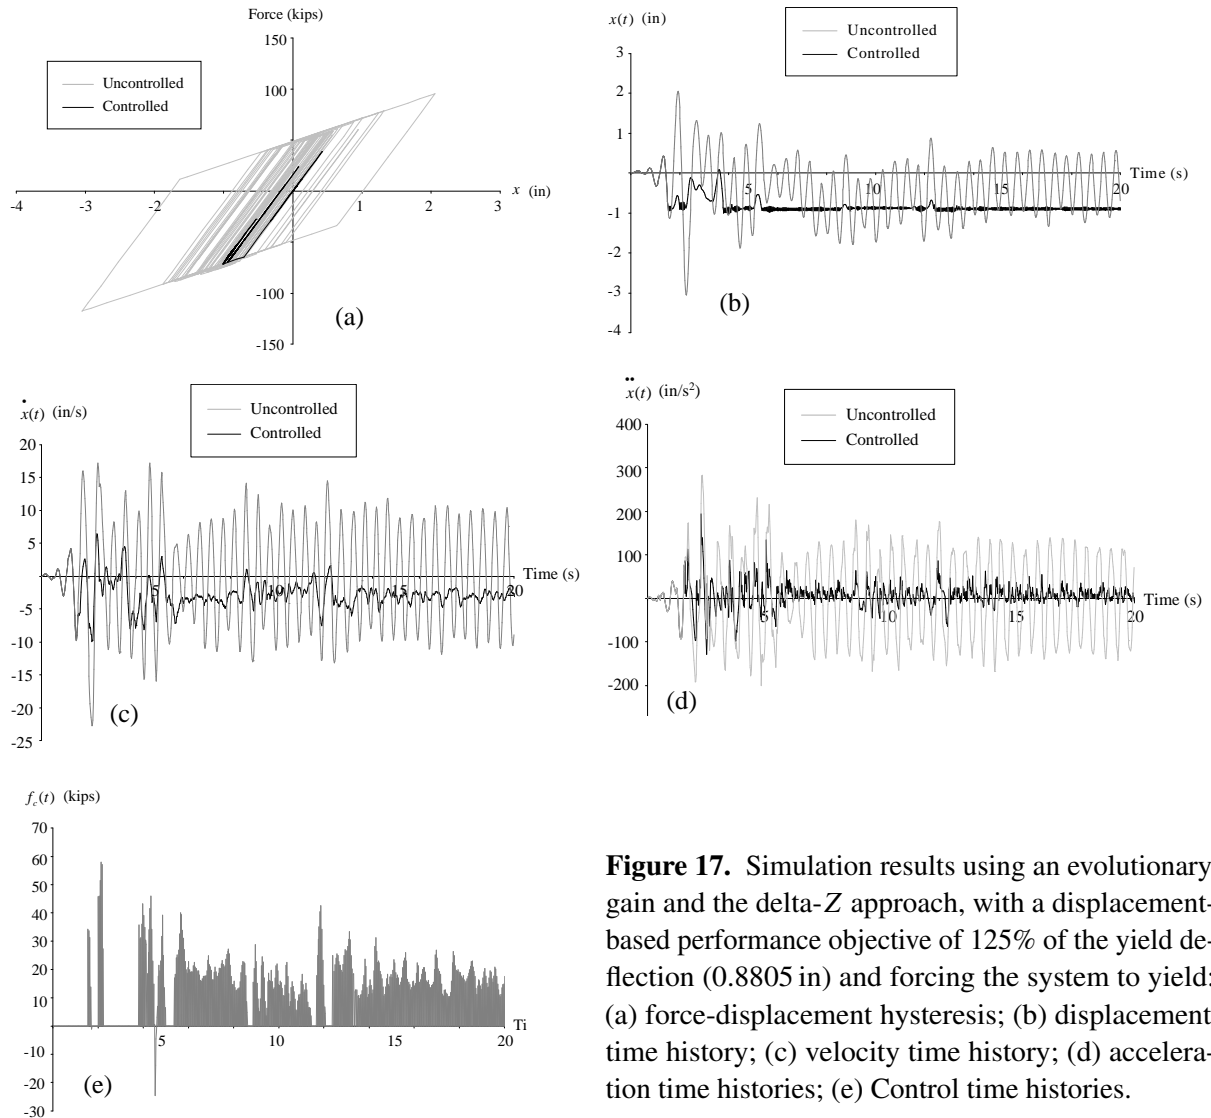 Force (kips)
150
100
-100
-150
-4
-3
-2
-1
0
1
2
3
x (in)
Uncontrolled
Controlled
(a)
x(t) (in)
3
2
1
-1
-2
-3
-4
5
10
15
20
Time (s)
Uncontrolled
Controlled
(b)
ẋ(t) (in/s)
20
15
10
5
0
-5
-10
-15
-20
-25
5
10
15
20
Time (s)
Uncontrolled
Controlled
(c)
ẍ(t) (in/s²)
400
300
200
100
0
-100
-200
5
10
15
20
Time (s)
Uncontrolled
Controlled
(d)
f_c(t) (kips)
70
60
50
40
30
20
10
-10
-20
-30
5
10
15
20
Ti
(e)
Figure 17. Simulation results using an evolutionary
gain and the delta-Z approach, with a displacement-
based performance objective of 125% of the yield de-
flection (0.8805 in) and forcing the system to yield:
(a) force-displacement hysteresis; (b) displacement
time history; (c) velocity time history; (d) accelera-
tion time histories; (e) Control time histories.